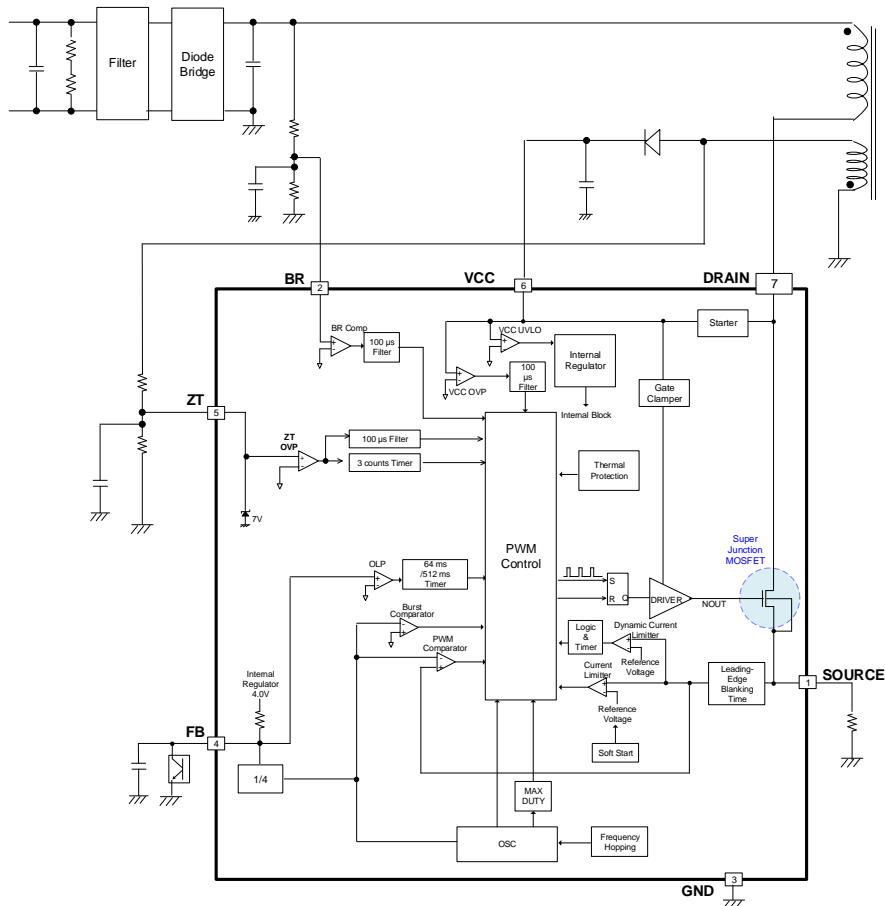 Filter
Diode
Bridge
BR
2
VCC
6
DRAIN
7
BR Comp
+
-
100 µs
Filter
VCC UVLO
+
-
VCC OVP
+
-
100
µs
Filter
Internal
Regulator
Internal Block
Starter
Gate
Clamper
ZT
5
ZT
OVP
+
-
100 µs Filter
3 counts Timer
7V
PWM
Control
Thermal
Protection
OLP
+
-
64 ms
/512 ms
Timer
Burst
Comparator
-
+
PWM
Comparator
-
+
S
R
Q
DRIVER
NOUT
Super
Junction
MOSFET
Logic
&
Timer
Dynamic Current
Limitter
+
-
Reference
Voltage
Current
Limitter
+
-
Reference
Voltage
Soft Start
Leading-
Edge
Blanking
Time
SOURCE
1
Internal
Regulator
4.0V
FB
4
1/4
MAX
DUTY
OSC
Frequency
Hopping
GND
3